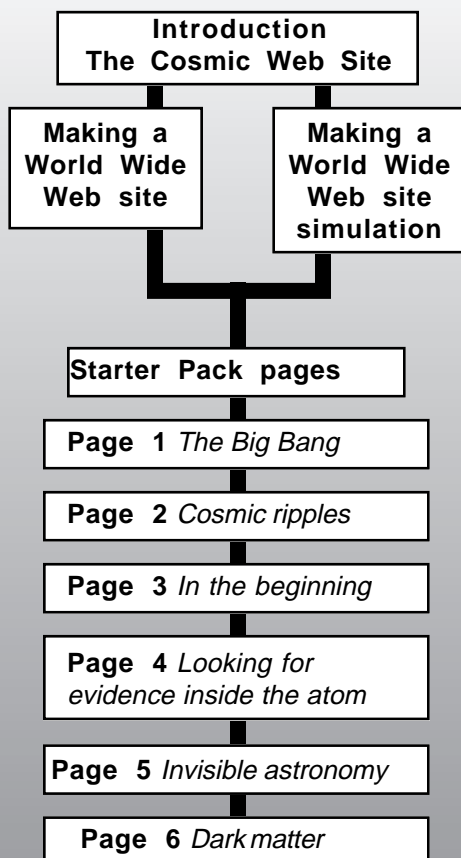 Introduction
The Cosmic Web Site
Making a
World Wide
Web site
Making a
World Wide
Web site
simulation
Starter Pack pages
Page 1 The Big Bang
Page 2 Cosmic ripples
Page 3 In the beginning
Page 4 Looking for
evidence inside the atom
Page 5 Invisible astronomy
Page 6 Dark matter